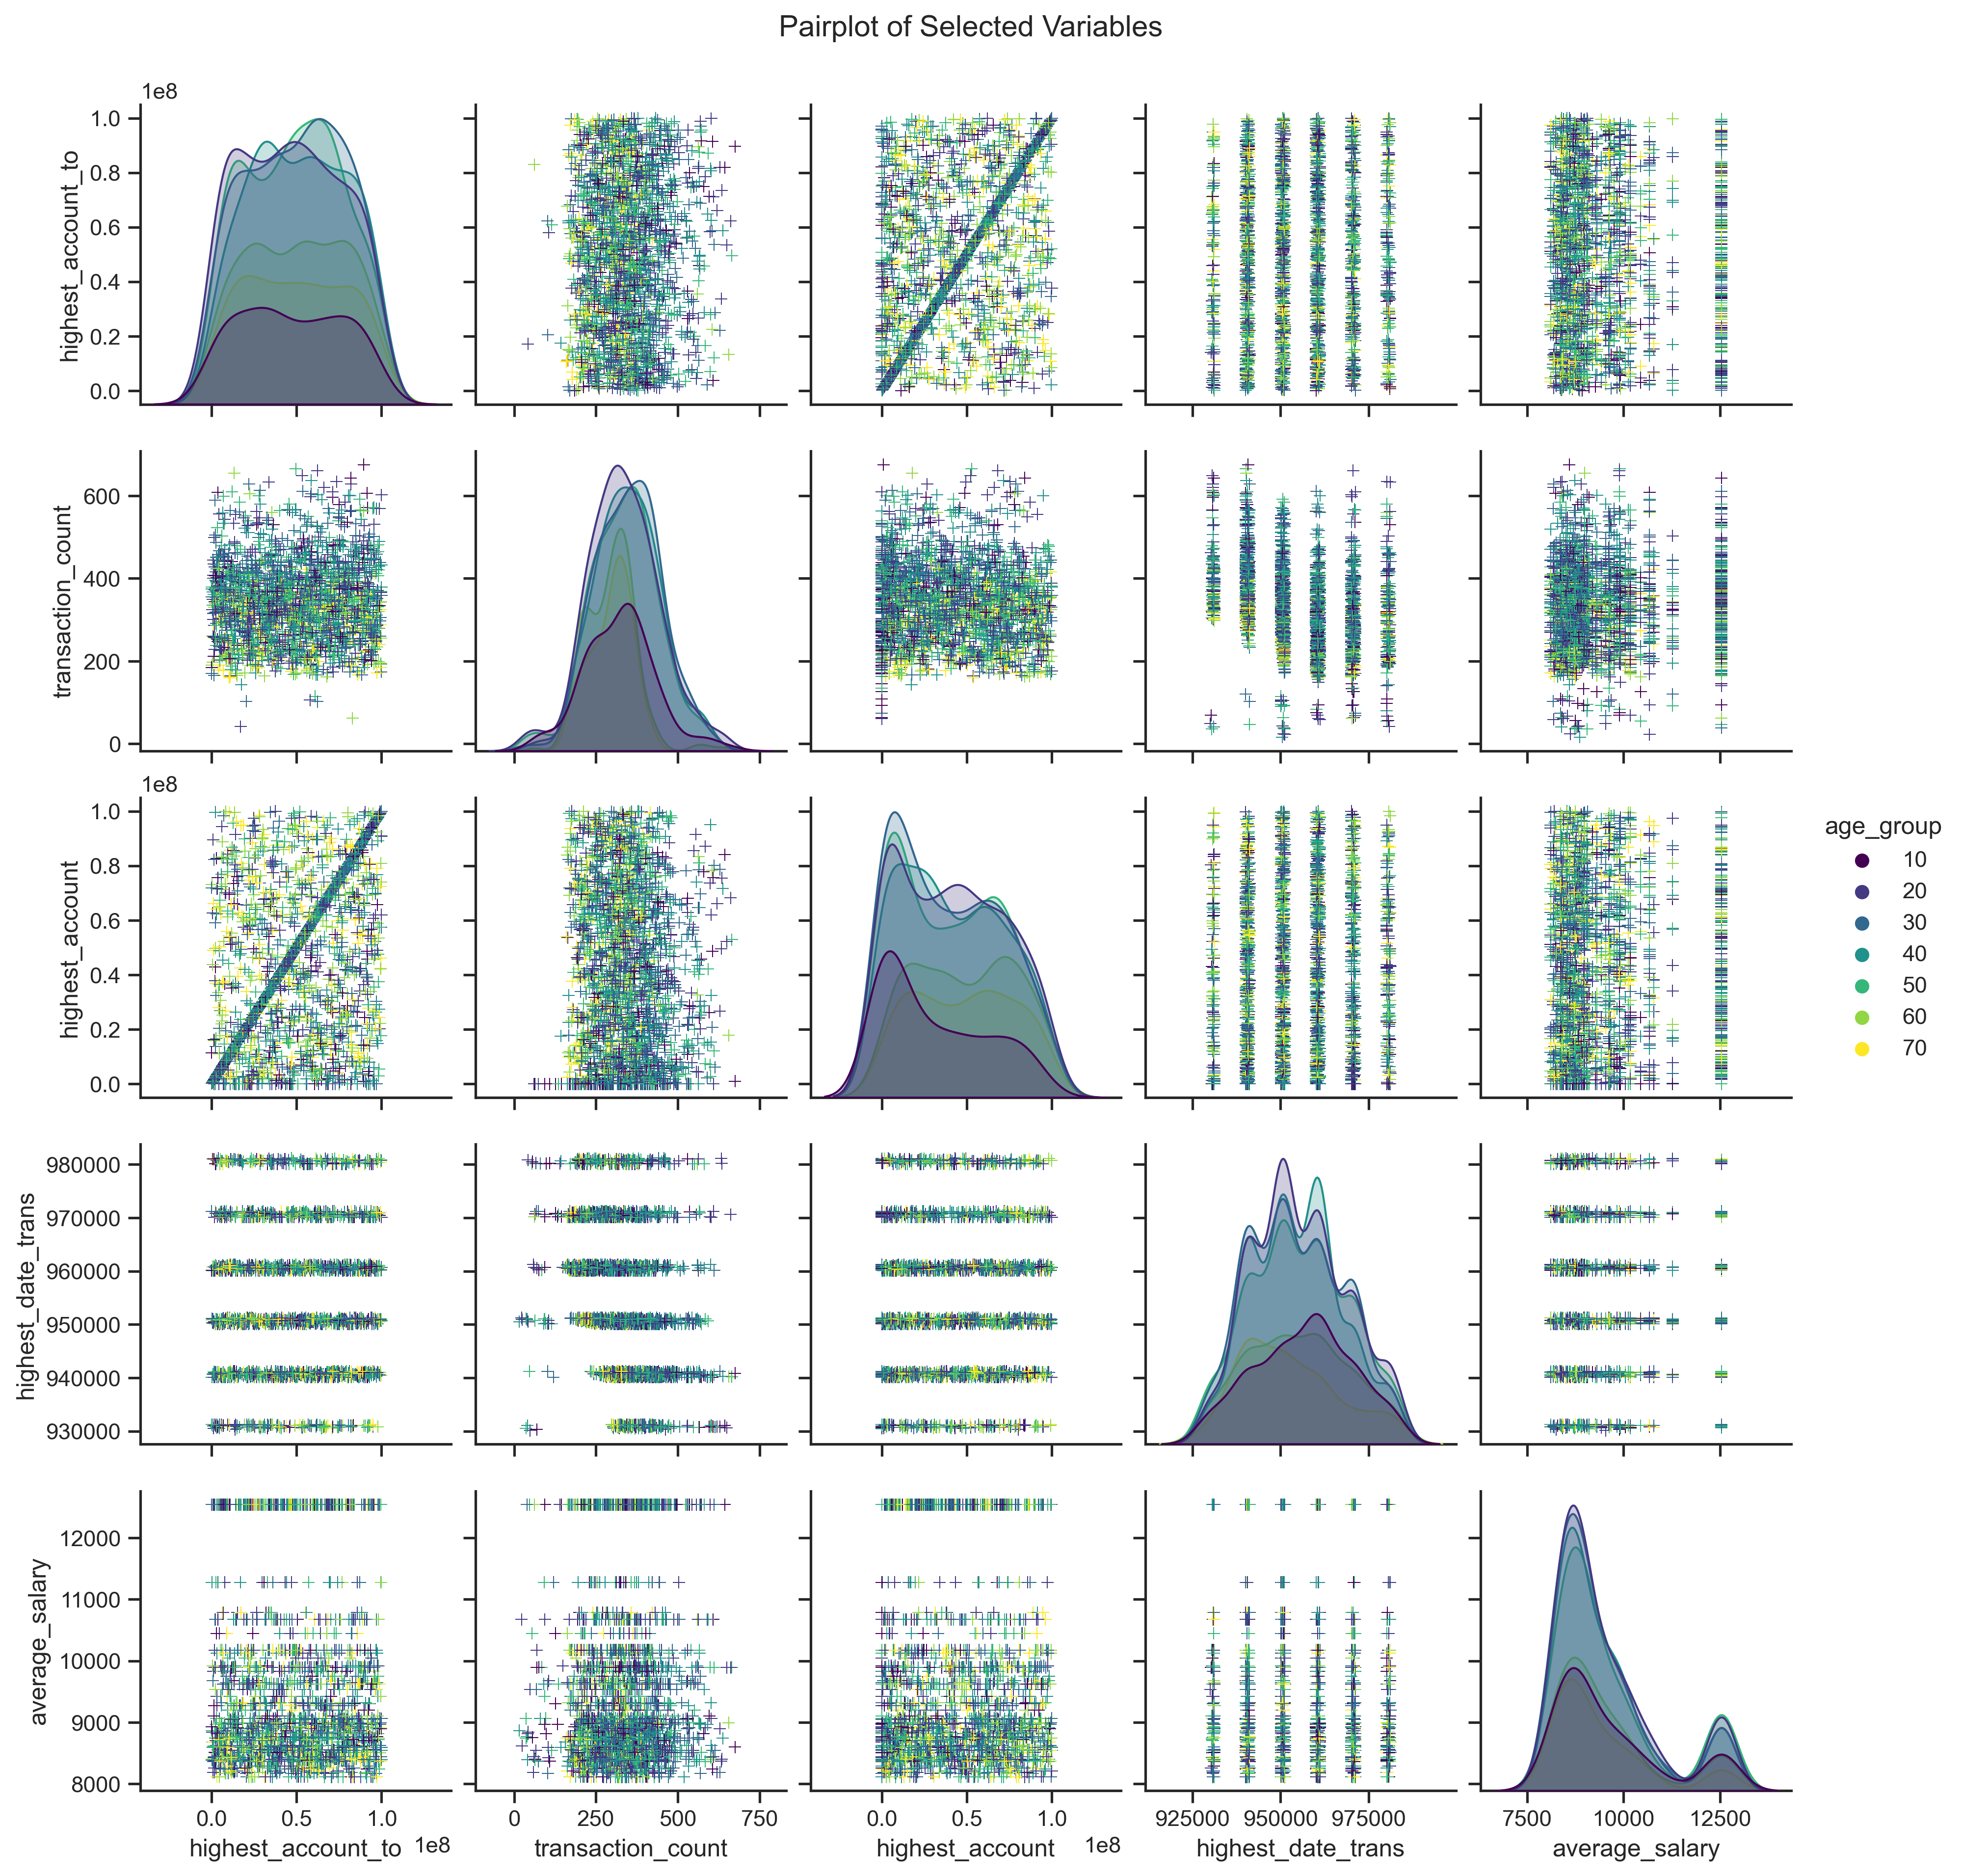 Pairplot of Selected Variables
1e8
1.0
0.8
0.6
0.4
0.2
0.0
highest_account_to
600
400
200
0
transaction_count
1e8
1.0
0.8
0.6
0.4
0.2
0.0
highest_account
age_group
10
20
30
40
50
60
70
980000
970000
960000
950000
940000
930000
highest_date_trans
12000
11000
10000
9000
8000
average_salary
0.0 0.5 1.0
0 250 500 750
0.0 0.5 1.0
925000 950000 975000
7500 10000 12500
highest_account_to 1e8
transaction_count
highest_account 1e8
highest_date_trans
average_salary